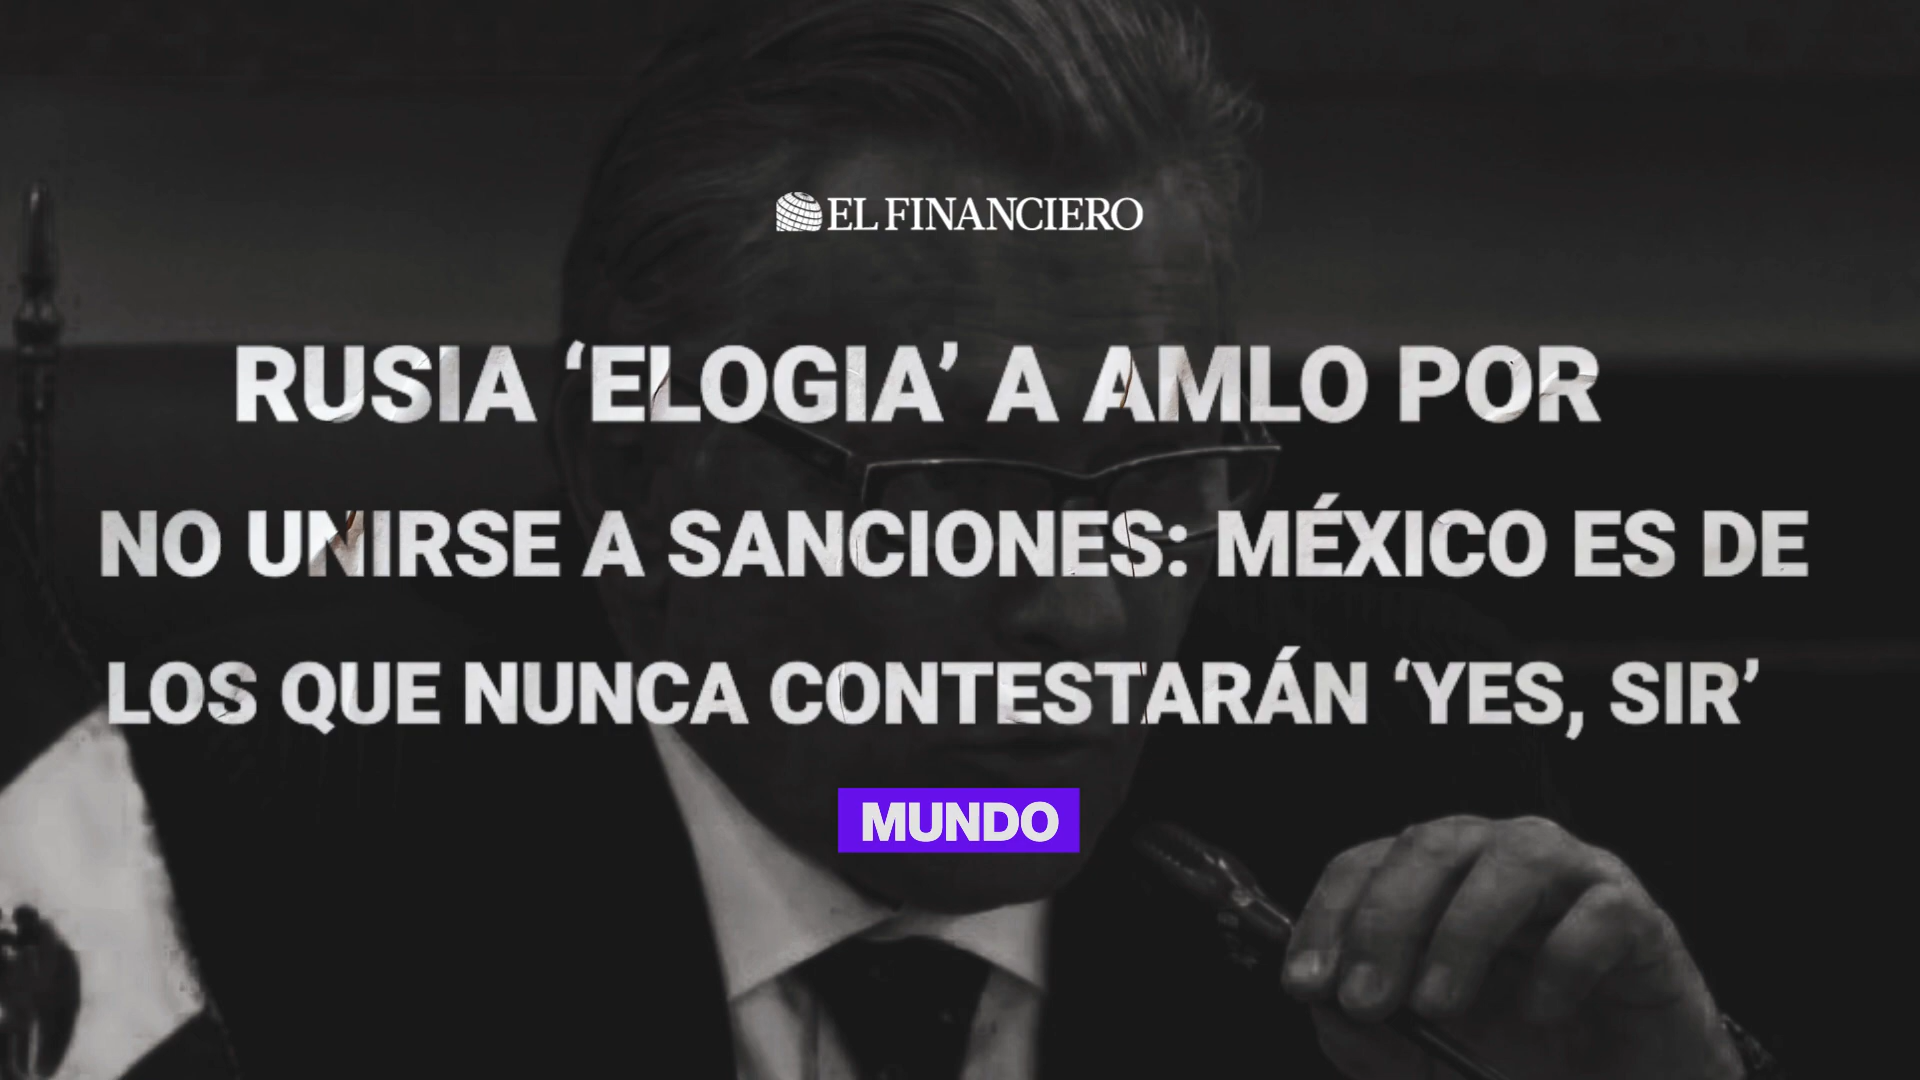 EL FINANCIERO
RUSIA ‘ELOGIA’ A AMLO POR
NO UNIRSE A SANCIONES: MÉXICO ES DE
LOS QUE NUNCA CONTESTARÁN ‘YES, SIR’
MUNDO